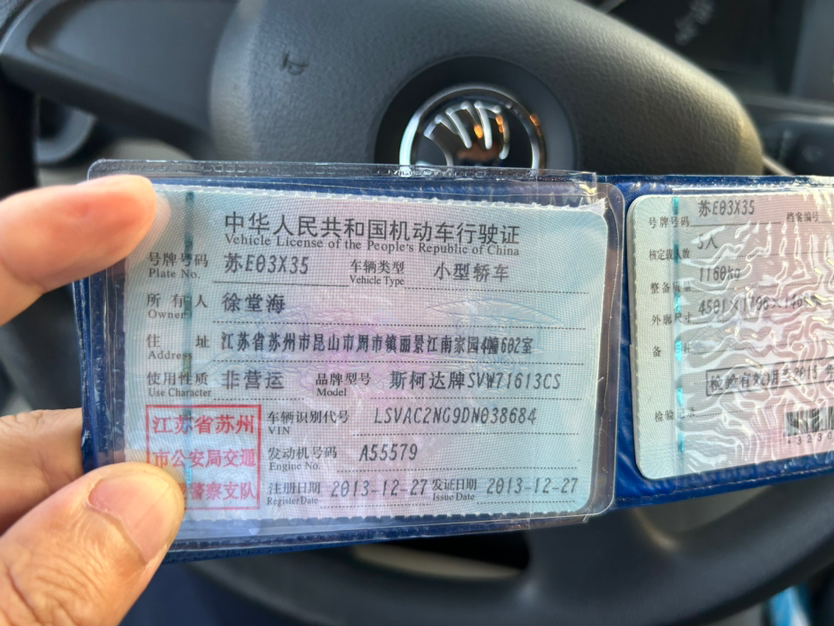 中华人民共和国机动车行驶证
Vehicle License of the People's Republic of China
号牌号码 苏E03X35 车辆类型 小型轿车
Plate No. Vehicle Type
所有人 徐堂海
Owner
住址 江苏省苏州市昆山市周市镇丽景江南家园4幢602室
Address
使用性质 非营运 品牌型号 斯柯达牌SVW71613CS
Use Character Model
江苏省苏州 车辆识别代号 LSVAC2NG9DN038684
VIN
市公安局交通 发动机号码 A55579
Engine No.
警察支队 注册日期 2013-12-27 发证日期 2013-12-27
Register Date Issue Date
号牌号码 苏E03X35 档案编号
核定载人数 5人
整备质量 1160kg
外廓尺寸
备
检验记录